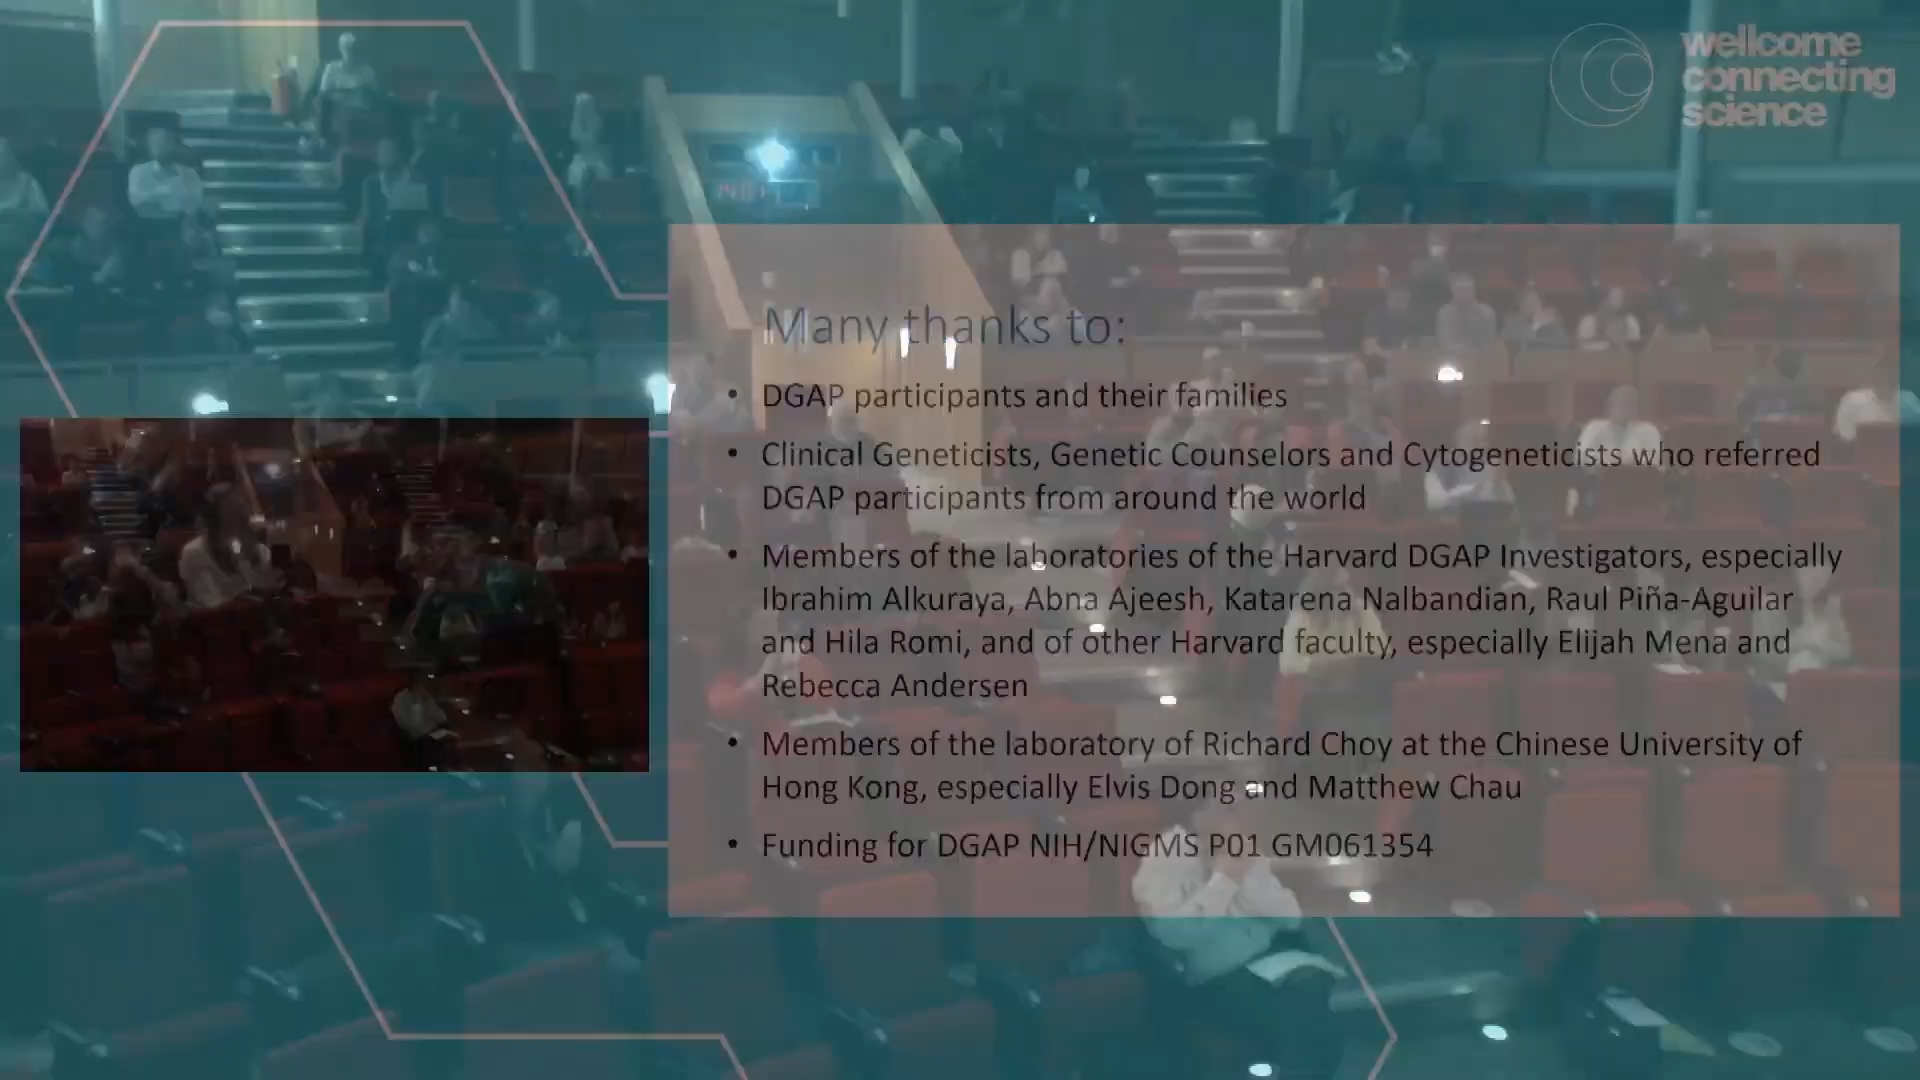 wellcome
connecting
science
Many thanks to:
• DGAP participants and their families
• Clinical Geneticists, Genetic Counselors and Cytogeneticists who referred
DGAP participants from around the world
• Members of the laboratories of the Harvard DGAP Investigators, especially
Ibrahim Alkuraya, Abna Ajeesh, Katarena Nalbandian, Raul Piña-Aguilar
and Hila Romi, and of other Harvard faculty, especially Elijah Mena and
Rebecca Andersen
• Members of the laboratory of Richard Choy at the Chinese University of
Hong Kong, especially Elvis Dong and Matthew Chau
• Funding for DGAP NIH/NIGMS P01 GM061354